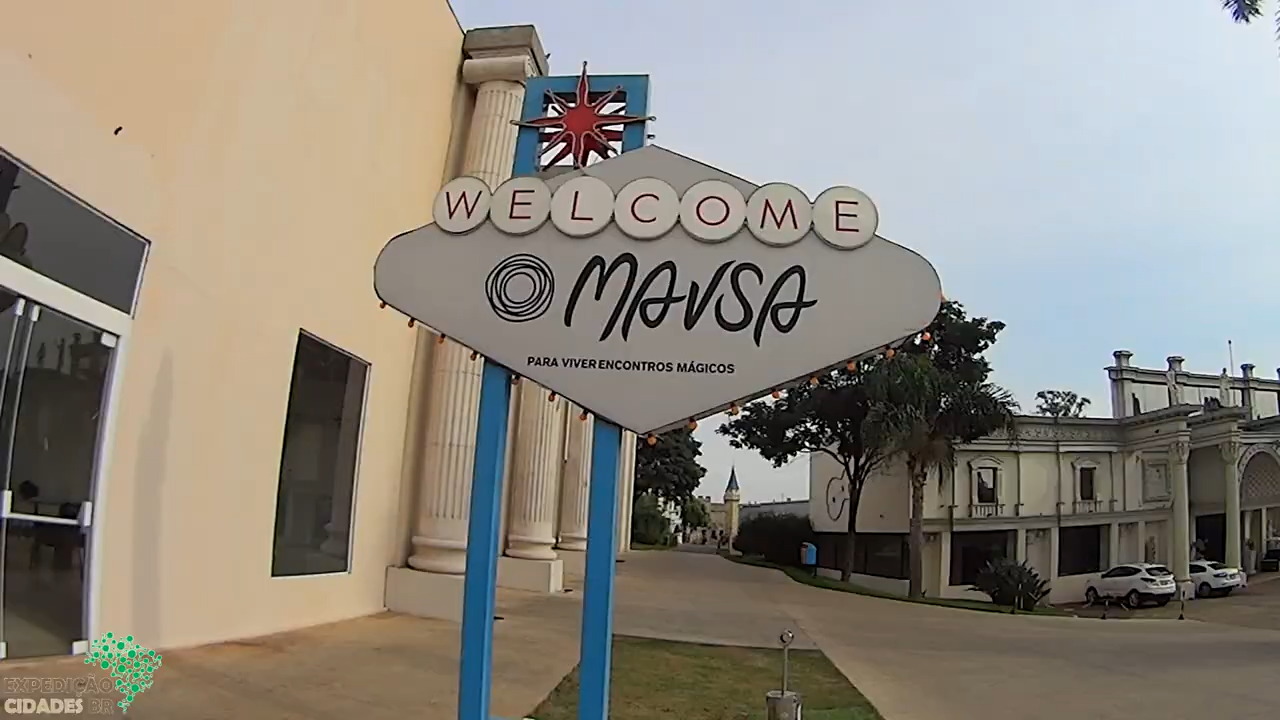 WELCOME
MAVSA
PARA VIVER ENCONTROS MÁGICOS
EXPEDIÇÃO
CIDADES BR